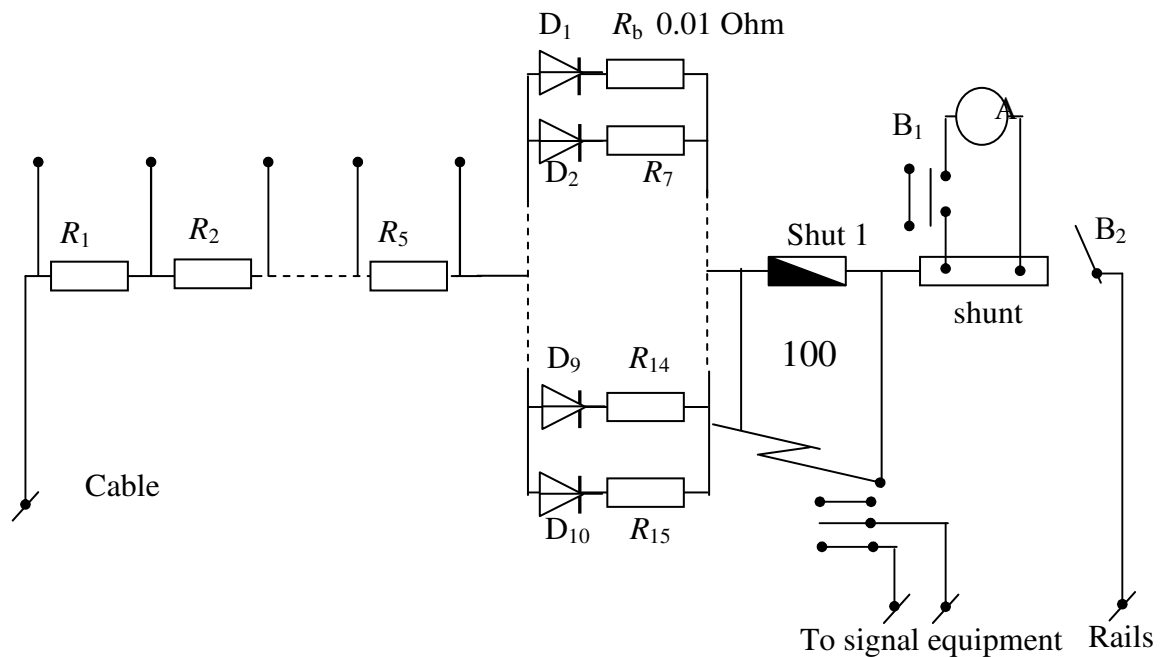 D₁ R_b 0.01 Ohm
A
B₁
D₂ R₇
R₁ R₂ R₅
Shut 1
B₂
shunt
100
D₉ R₁₄
Cable
D₁₀ R₁₅
To signal equipment Rails